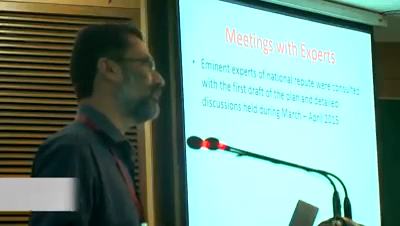 Meetings with Experts
• Eminent experts of national repute were consulted
with the first draft of the plan and detailed
discussions held during March – April 2015